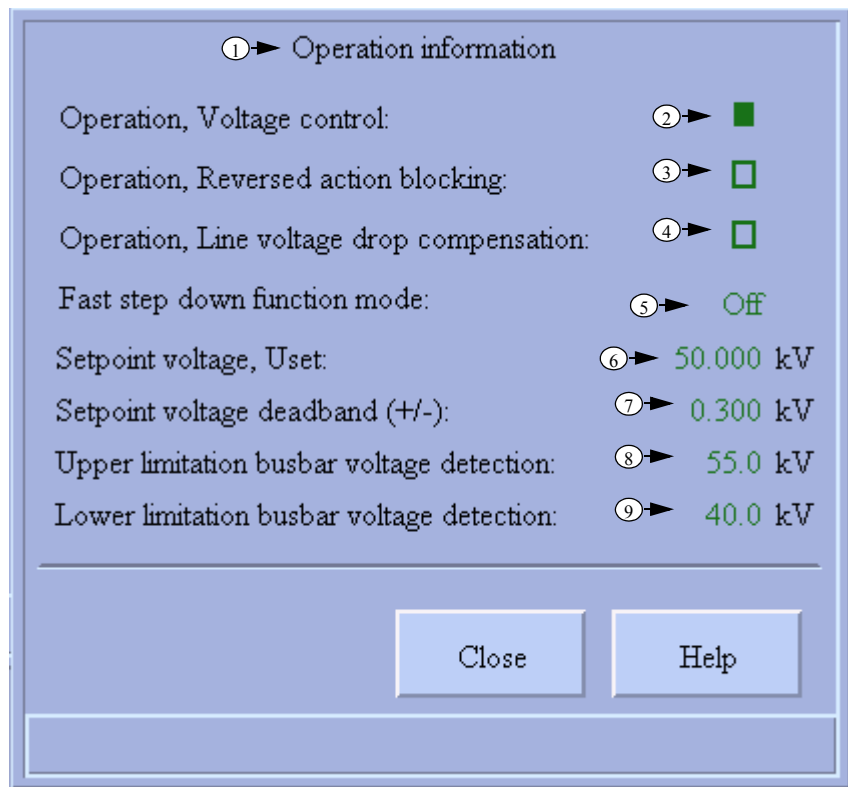 1 Operation information
Operation, Voltage control: 2
Operation, Reversed action blocking: 3
Operation, Line voltage drop compensation: 4
Fast step down function mode: 5 Off
Setpoint voltage, Uset: 6 50.000 kV
Setpoint voltage deadband (+/-): 7 0.300 kV
Upper limitation busbar voltage detection: 8 55.0 kV
Lower limitation busbar voltage detection: 9 40.0 kV
Close Help